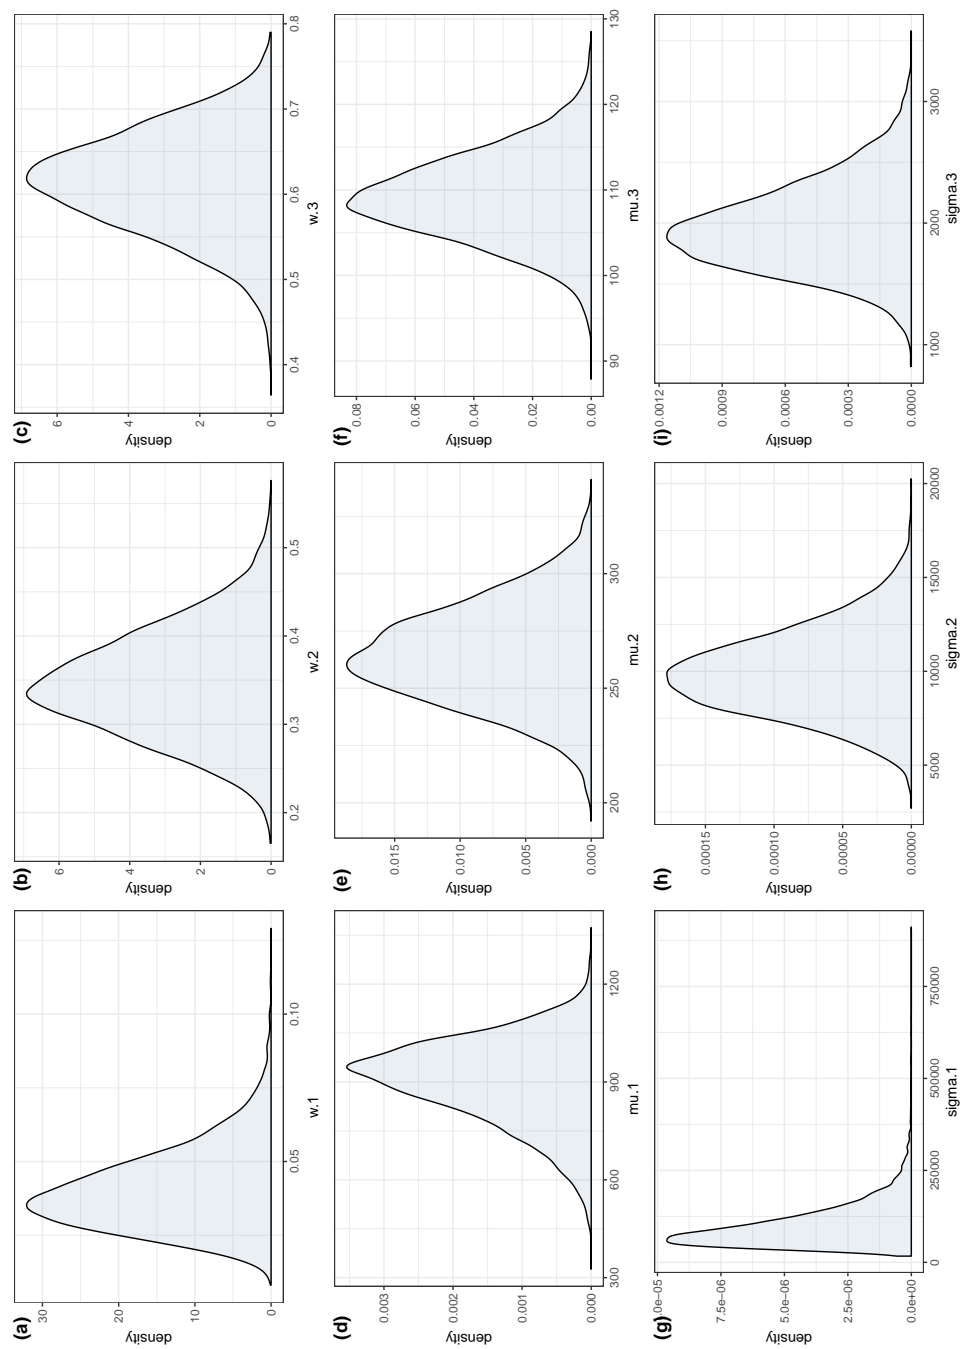 (a)
density
30
20
10
0
0.05 0.10
w.1
(b)
density
6
4
2
0
0.2 0.3 0.4 0.5
w.2
(c)
density
6
4
2
0
0.4 0.5 0.6 0.7 0.8
w.3
(d)
density
0.003
0.002
0.001
0.000
300 600 900 1200
mu.1
(e)
density
0.015
0.010
0.005
0.000
200 250 300
mu.2
(f)
density
0.08
0.06
0.04
0.02
0.00
90 100 110 120 130
mu.3
(g)
density
.0e−05
7.5e−06
5.0e−06
2.5e−06
0.0e+00
0 250000 500000 750000
sigma.1
(h)
density
0.00015
0.00010
0.00005
0.00000
5000 10000 15000 20000
sigma.2
(i)
density
0.0012
0.0009
0.0006
0.0003
0.0000
1000 2000 3000
sigma.3